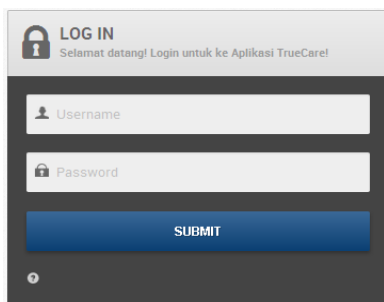 LOG IN
Selamat datang! Login untuk ke Aplikasi TrueCare!
Username
Password
SUBMIT
?